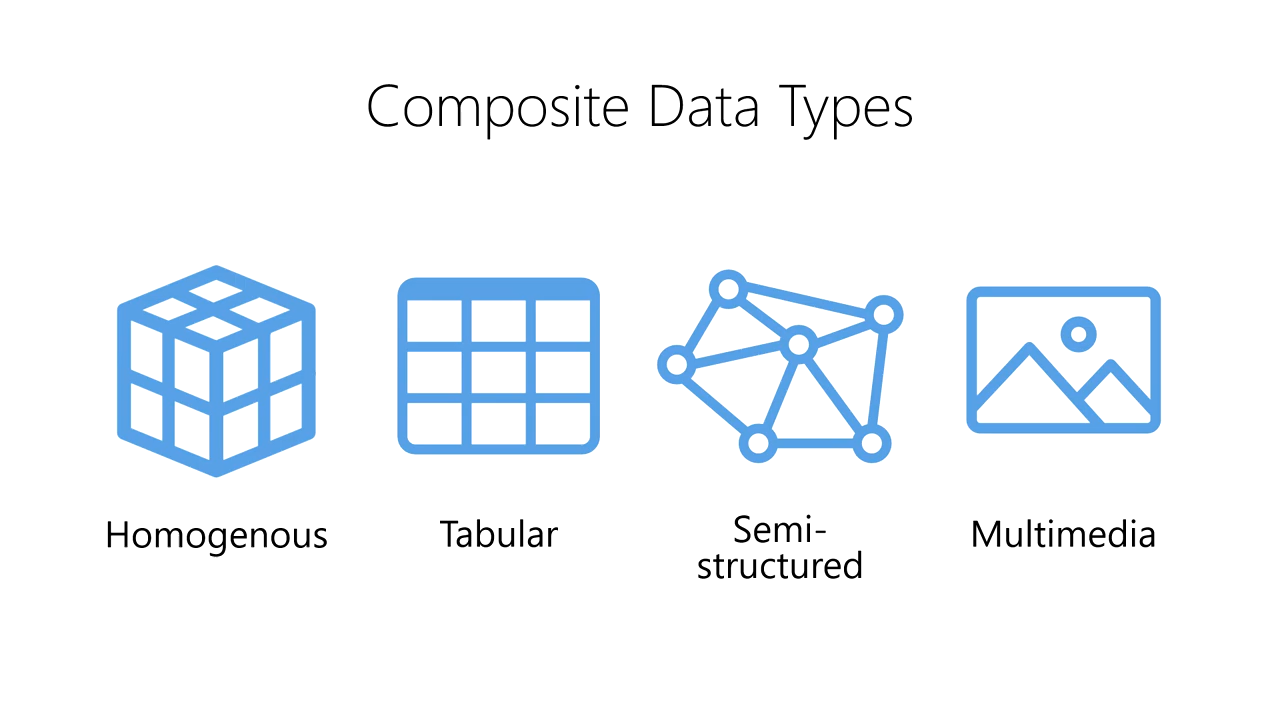 Composite Data Types
Homogenous
Tabular
Semi-
structured
Multimedia